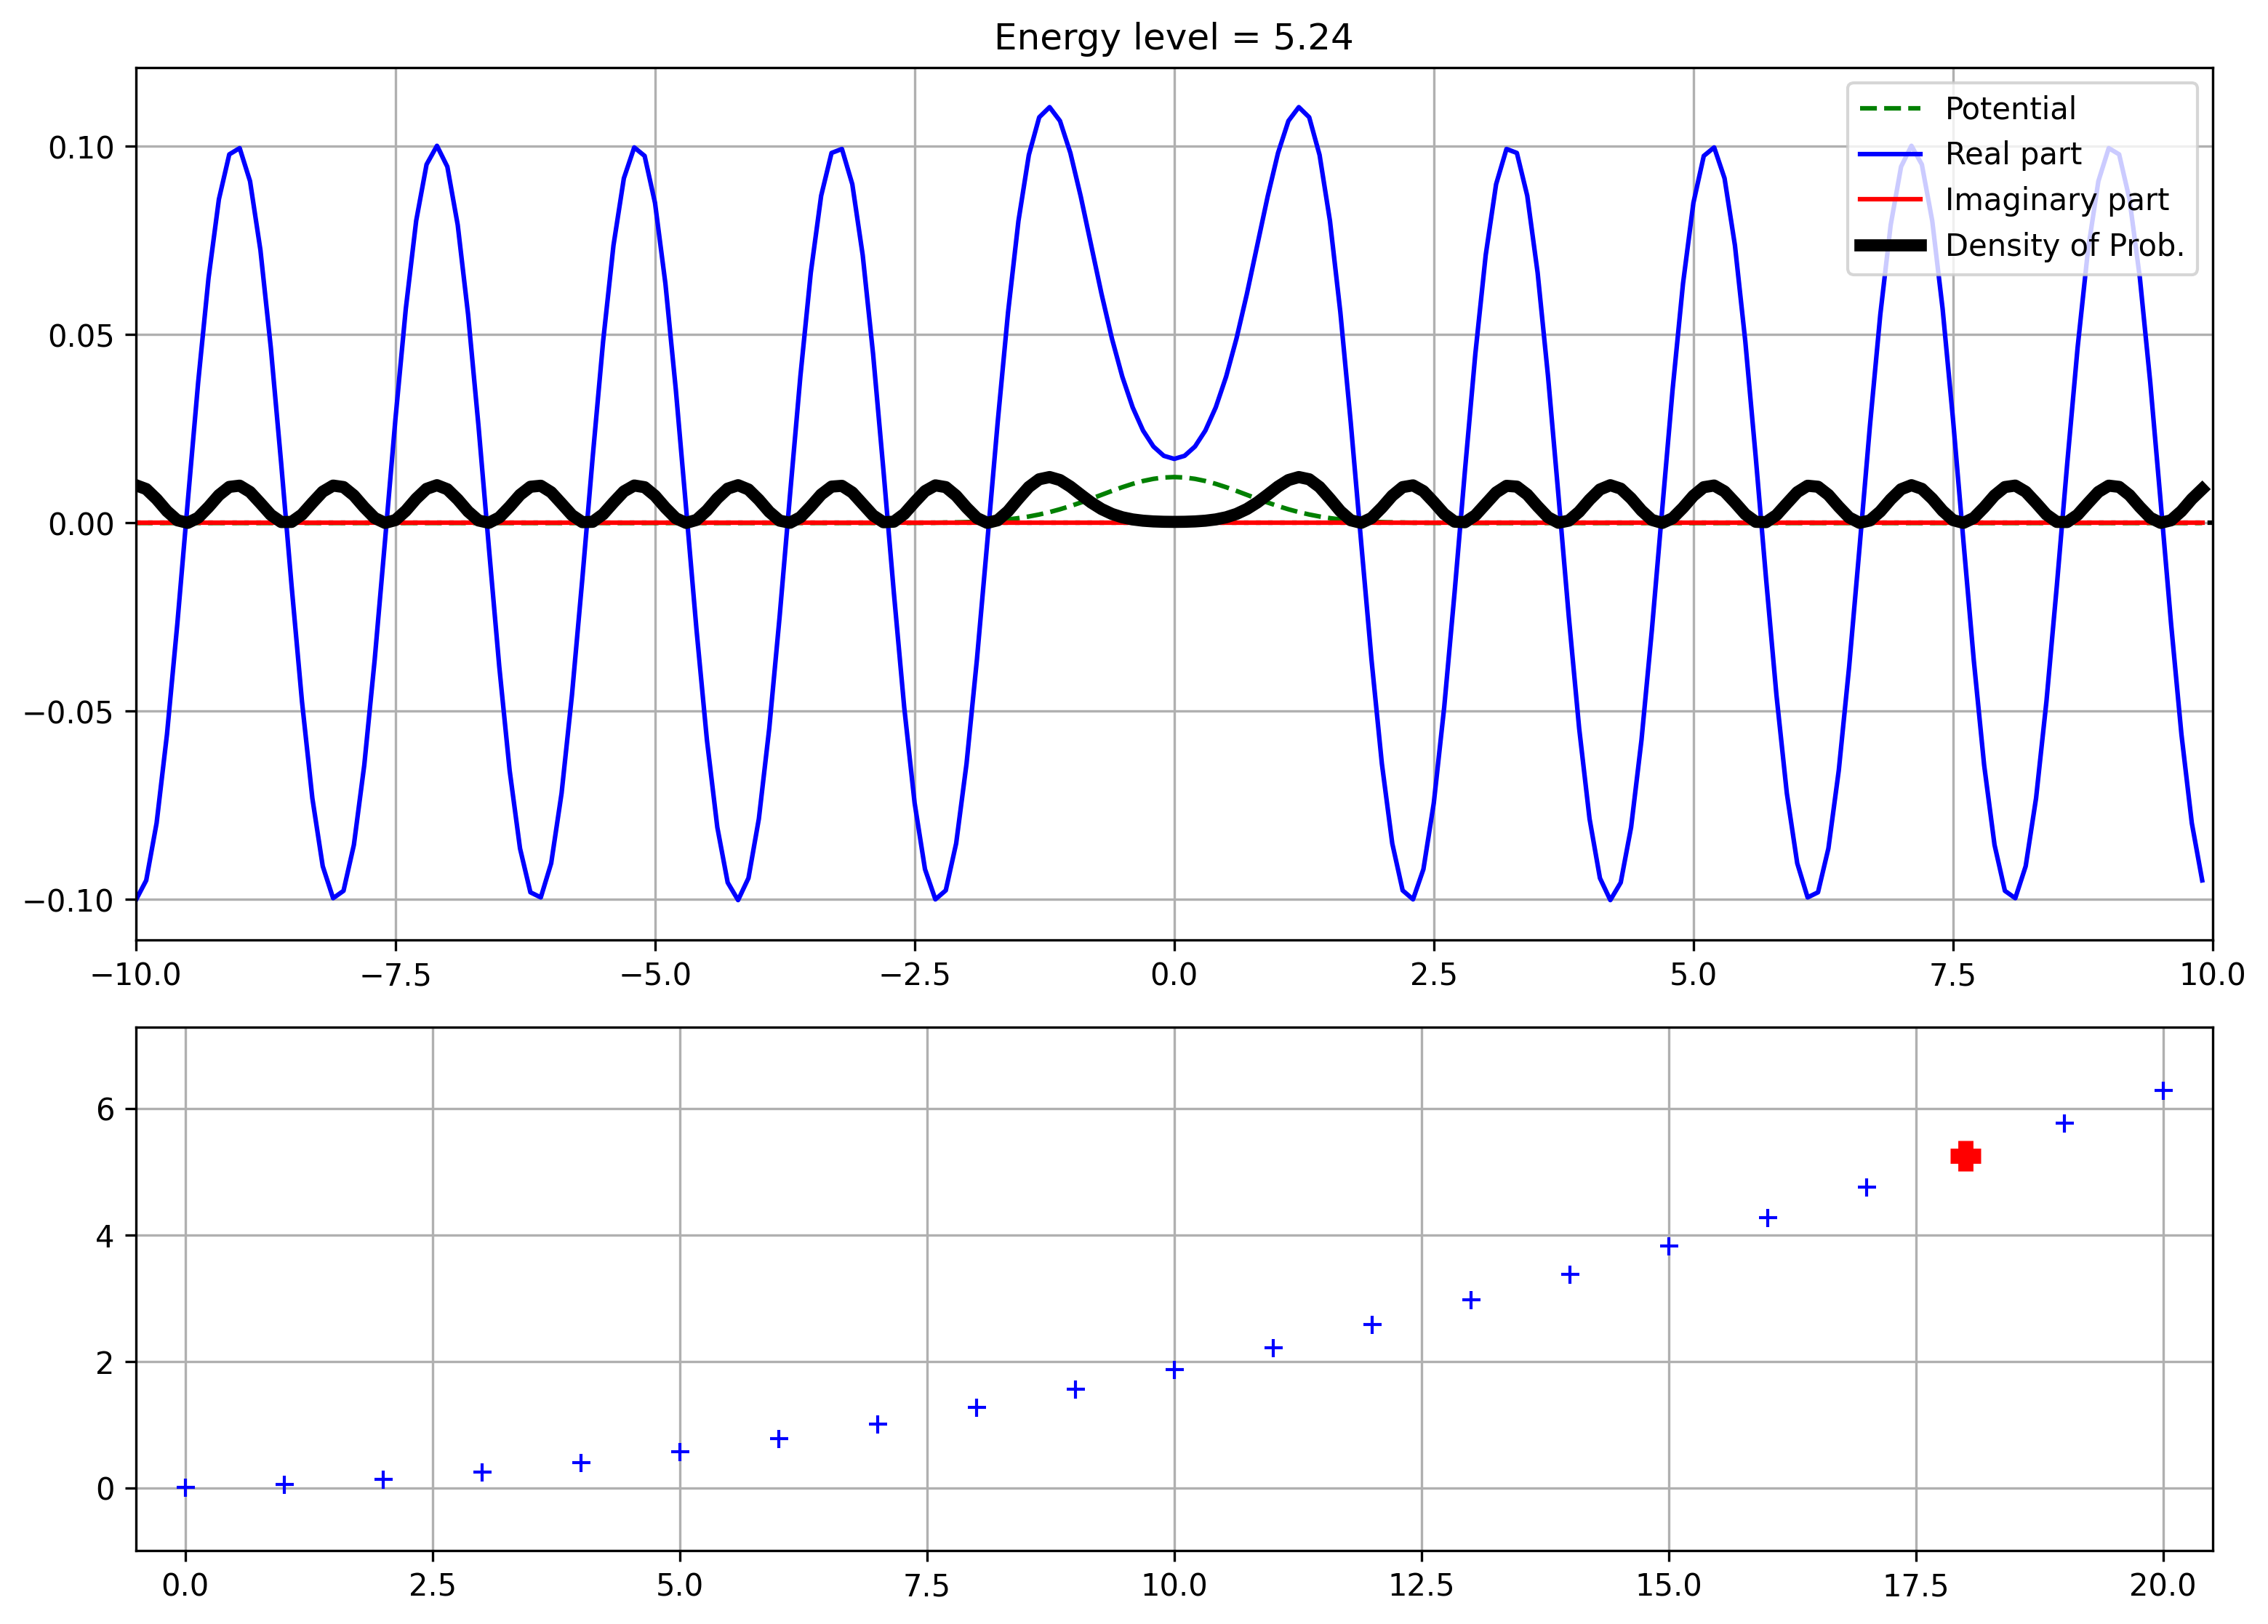 Energy level = 5.24
Potential
Real part
Imaginary part
Density of Prob.
0.10
0.05
0.00
−0.05
−0.10
−10.0 −7.5 −5.0 −2.5 0.0 2.5 5.0 7.5 10.0
6
4
2
0
0.0 2.5 5.0 7.5 10.0 12.5 15.0 17.5 20.0